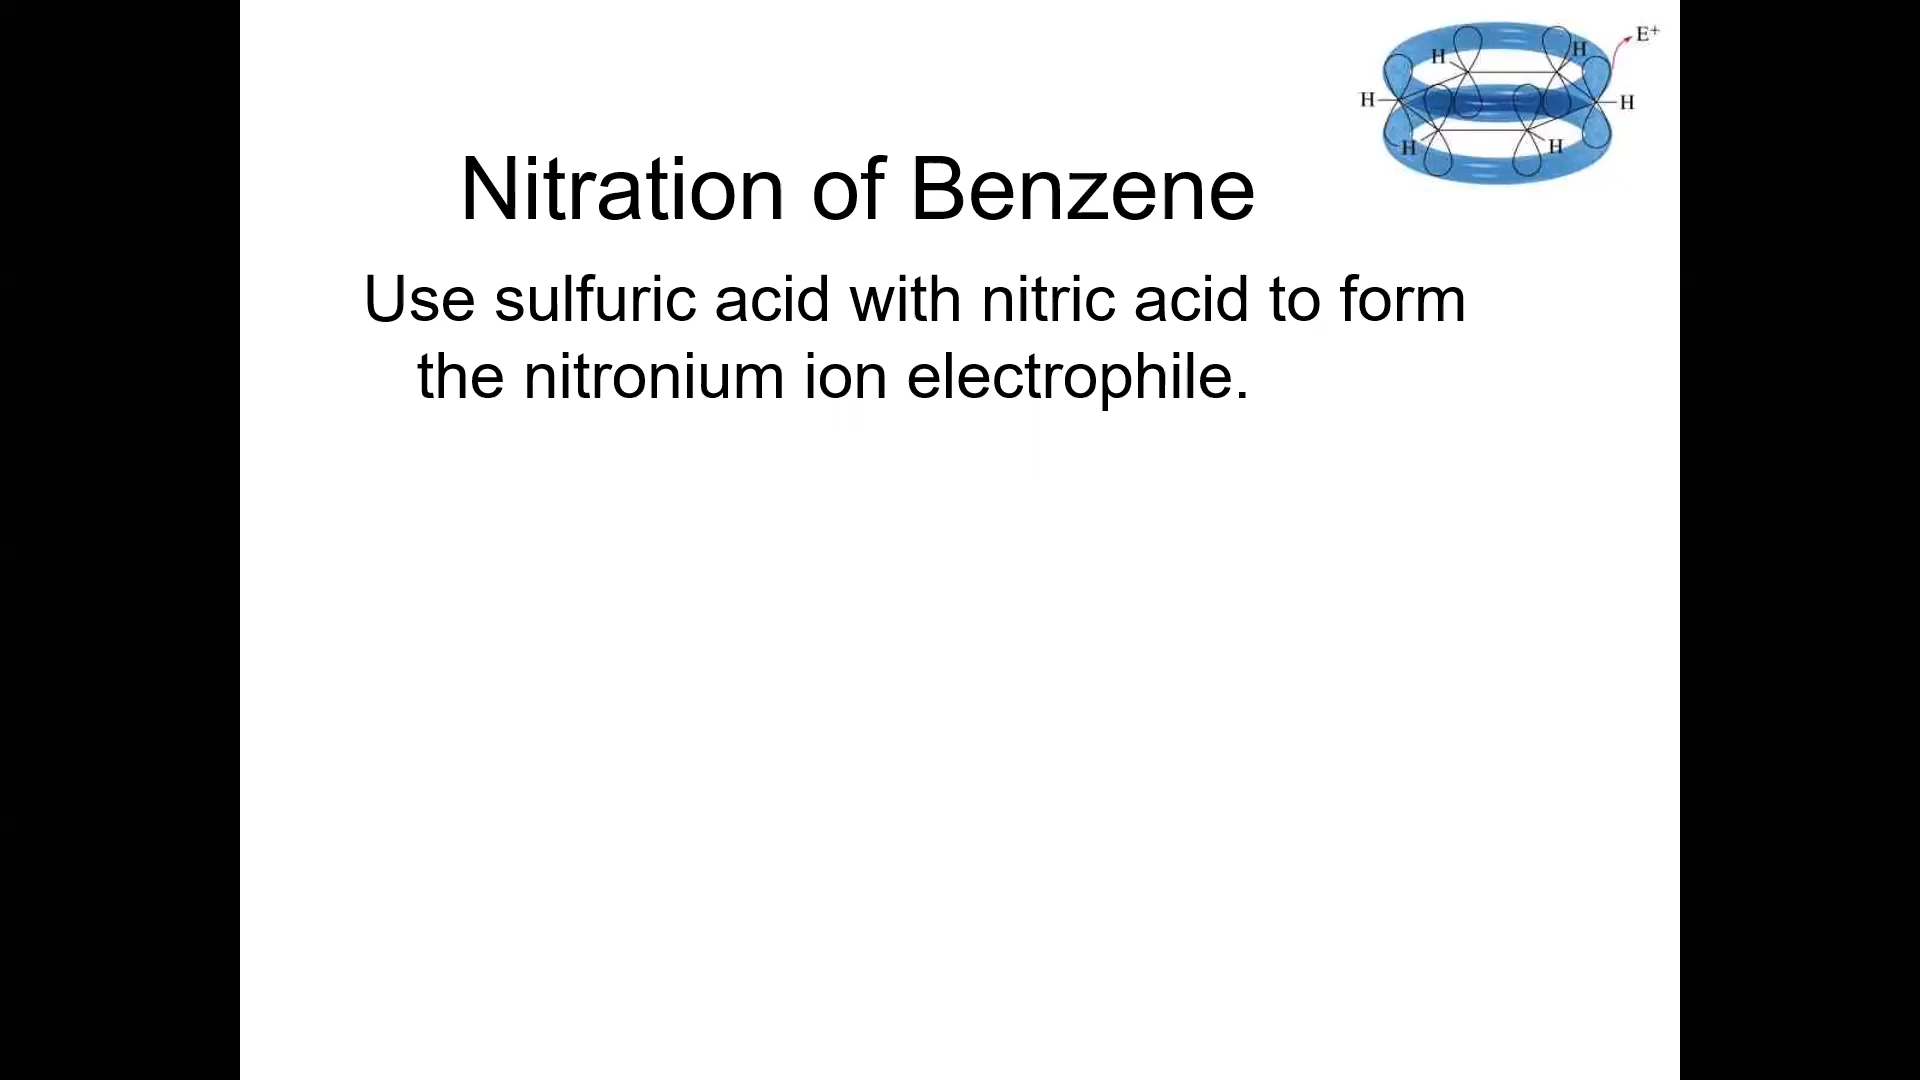 E+
H H
H H
H H
Nitration of Benzene
Use sulfuric acid with nitric acid to form
the nitronium ion electrophile.